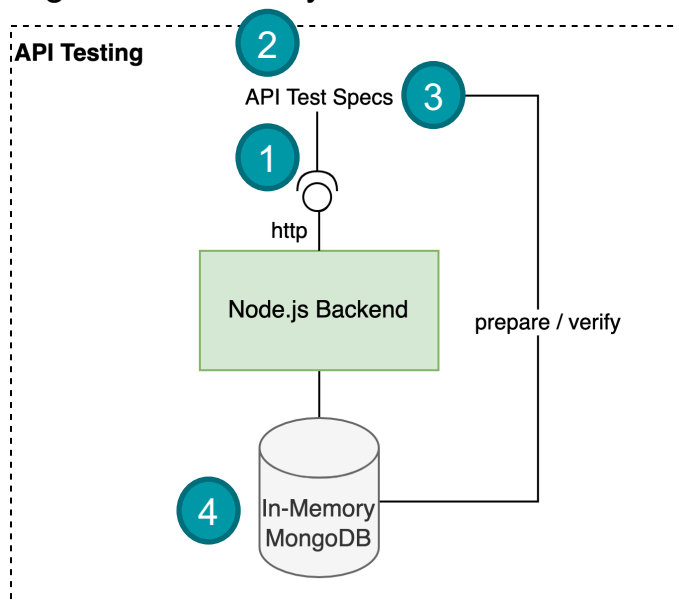 API Testing
2
API Test Specs
3
1
http
Node.js Backend
prepare / verify
4
In-Memory
MongoDB